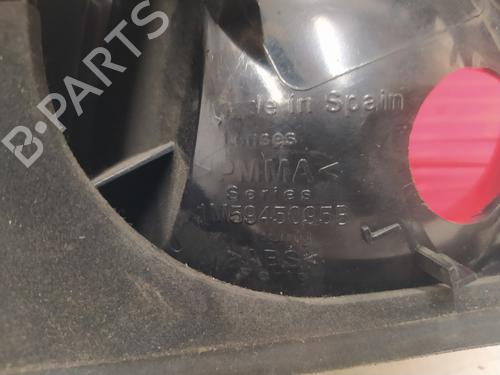 B-PARTS
Made in Spain
Lenses
>PMMA<
Series
1M5945095B
>ABS<